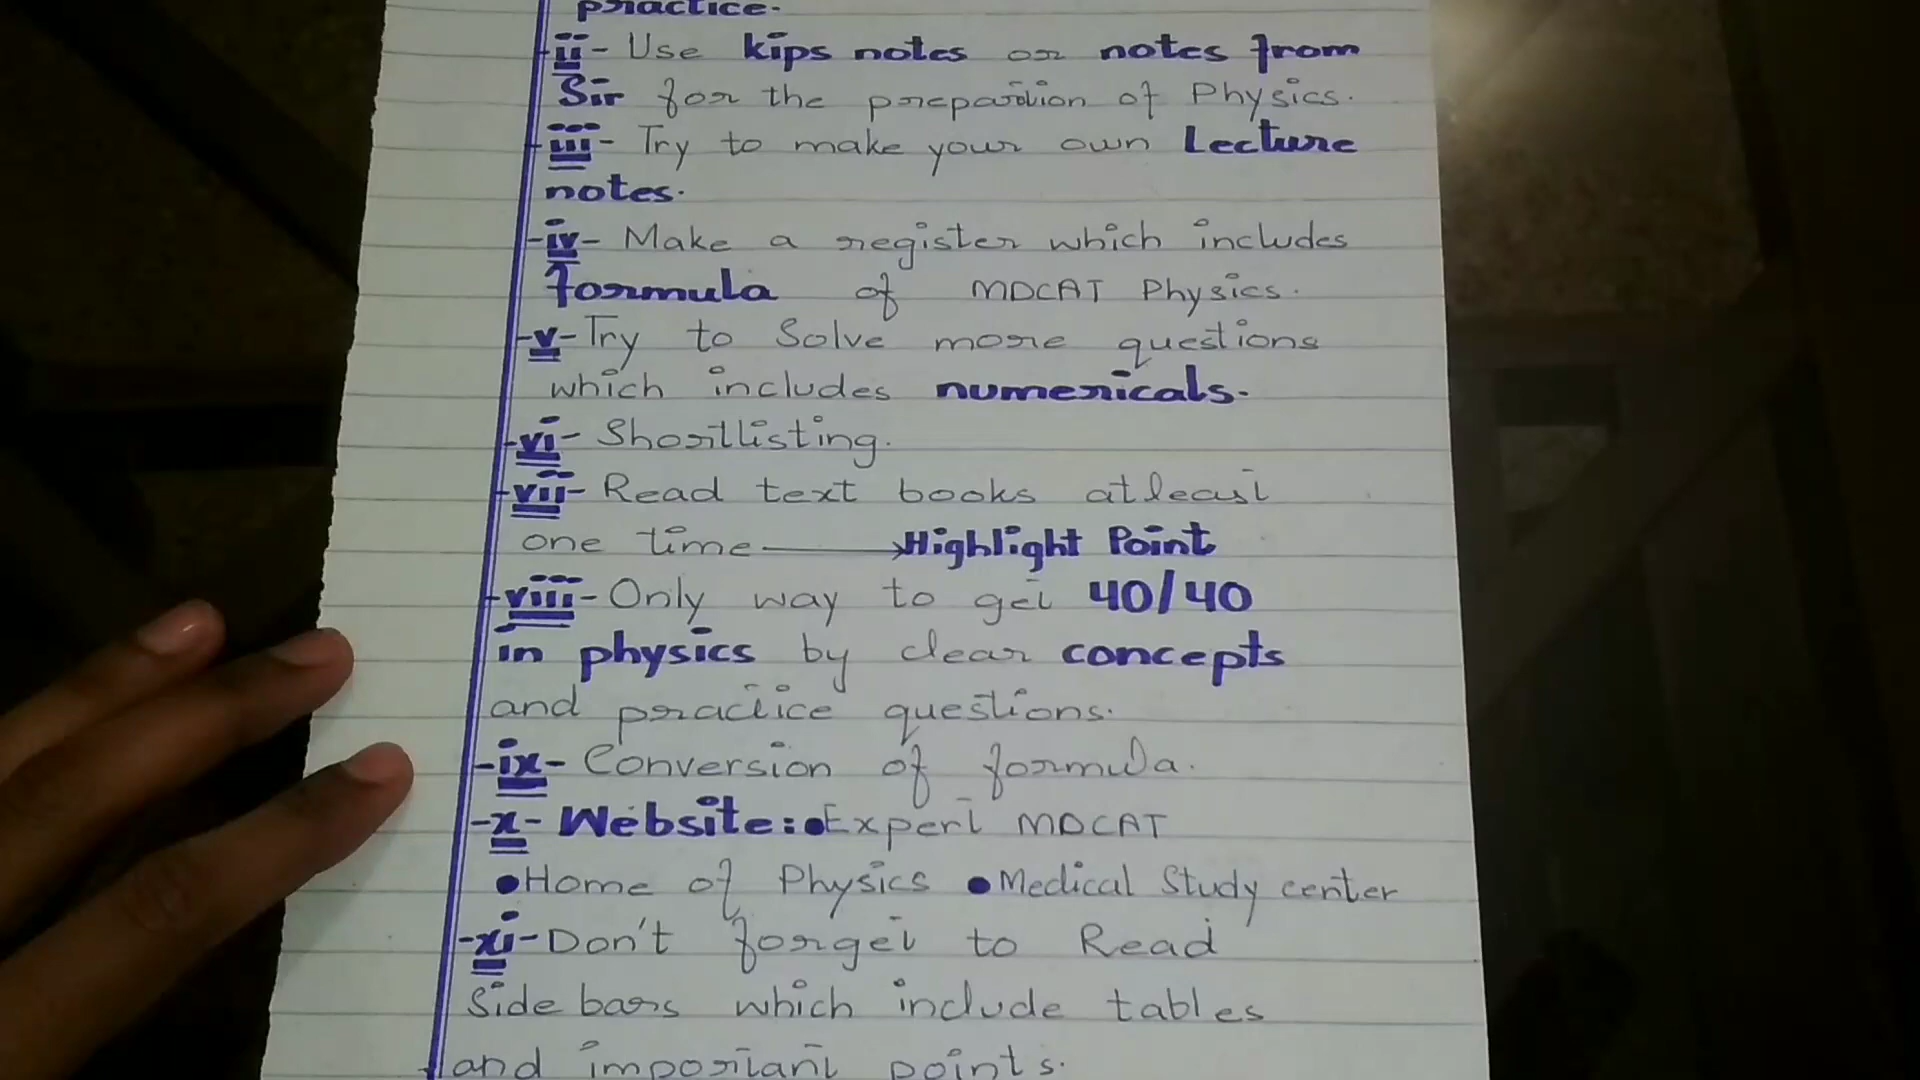 practice.
ii- Use kips notes or notes from
Sir for the prepartion of Physics.
iii- Try to make your own Lecture
notes.
iv- Make a register which includes
formula of MDCAT Physics.
v- Try to Solve more questions
which includes numericals.
vi- Shortlisting.
vii- Read text books atleast
one time → Highlight Point
viii- Only way to get 40/40
in physics by clear concepts
and practice questions.
ix- Conversion of formula.
x- Website: • Expert MDCAT
• Home of Physics • Medical Study center
xi- Don't forget to Read
Side bars which include tables
and important points.